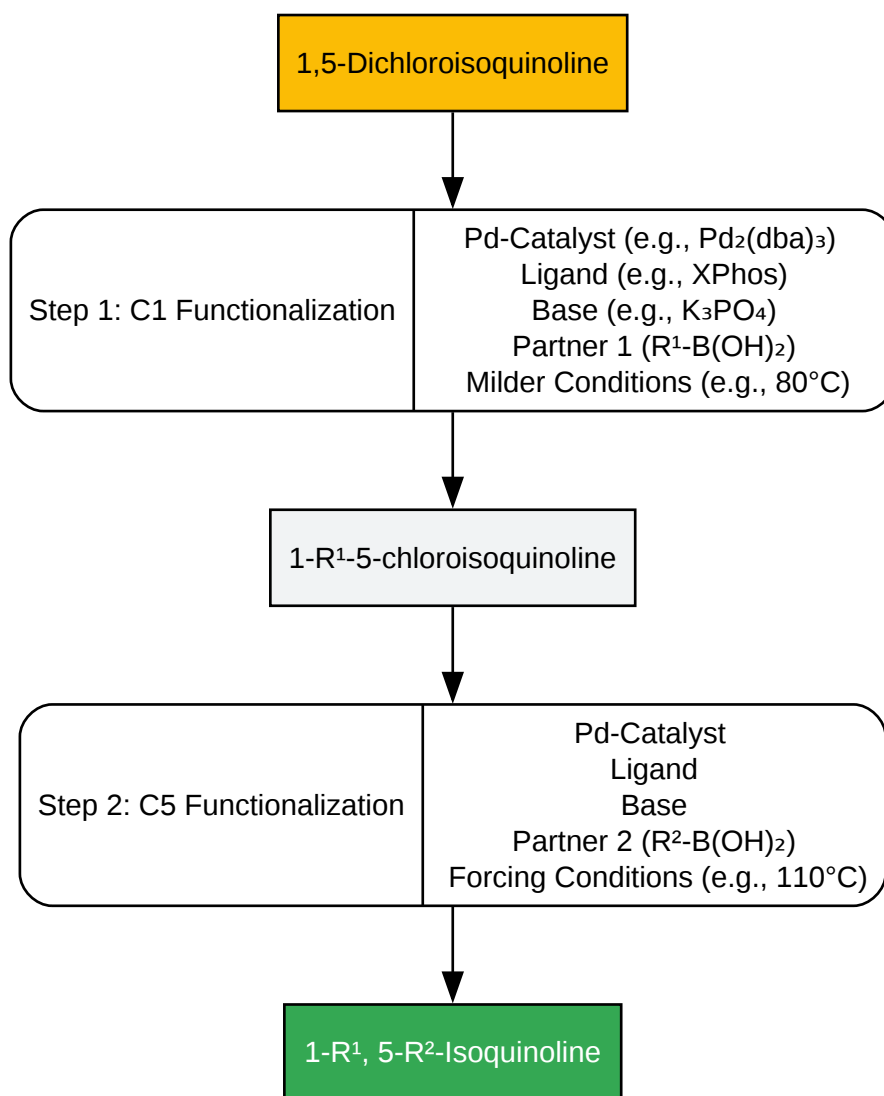 1,5-Dichloroisoquinoline
Step 1: C1 Functionalization
Pd-Catalyst (e.g., Pd₂(dba)₃)
Ligand (e.g., XPhos)
Base (e.g., K₃PO₄)
Partner 1 (R¹-B(OH)₂)
Milder Conditions (e.g., 80°C)
1-R¹-5-chloroisoquinoline
Step 2: C5 Functionalization
Pd-Catalyst
Ligand
Base
Partner 2 (R²-B(OH)₂)
Forcing Conditions (e.g., 110°C)
1-R¹, 5-R²-Isoquinoline